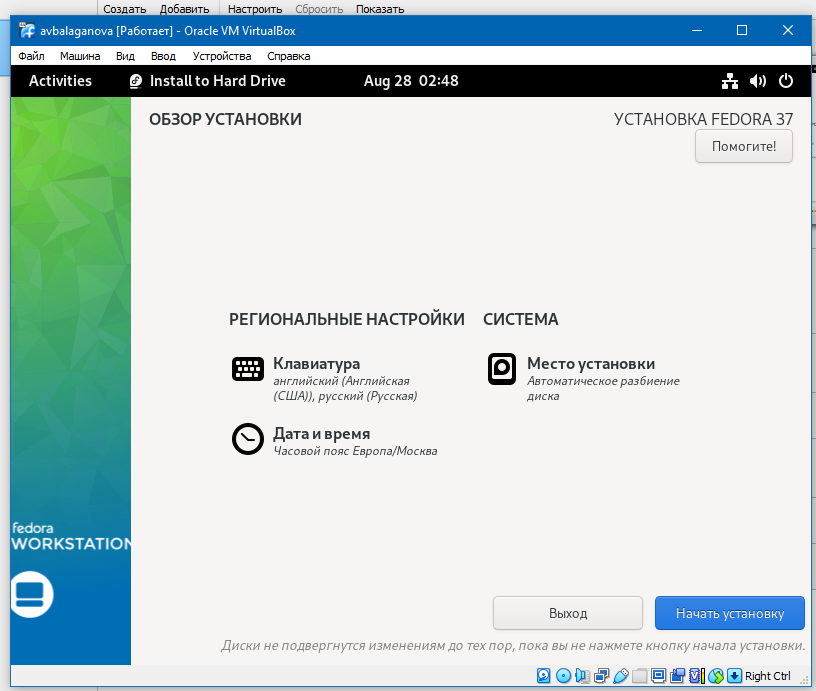 Создать Добавить Настроить Сбросить Показать
avbalaganova [Работает] - Oracle VM VirtualBox
Файл Машина Вид Ввод Устройства Справка
Activities Install to Hard Drive Aug 28 02:48
ОБЗОР УСТАНОВКИ УСТАНОВКА FEDORA 37
Помогите!
РЕГИОНАЛЬНЫЕ НАСТРОЙКИ СИСТЕМА
Клавиатура
английский (Английская
(США)), русский (Русская)
Место установки
Автоматическое разбиение
диска
Дата и время
Часовой пояс Европа/Москва
fedora
WORKSTATION
Выход Начать установку
Диски не подвергнутся изменениям до тех пор, пока вы не нажмете кнопку начала установки.
Right Ctrl